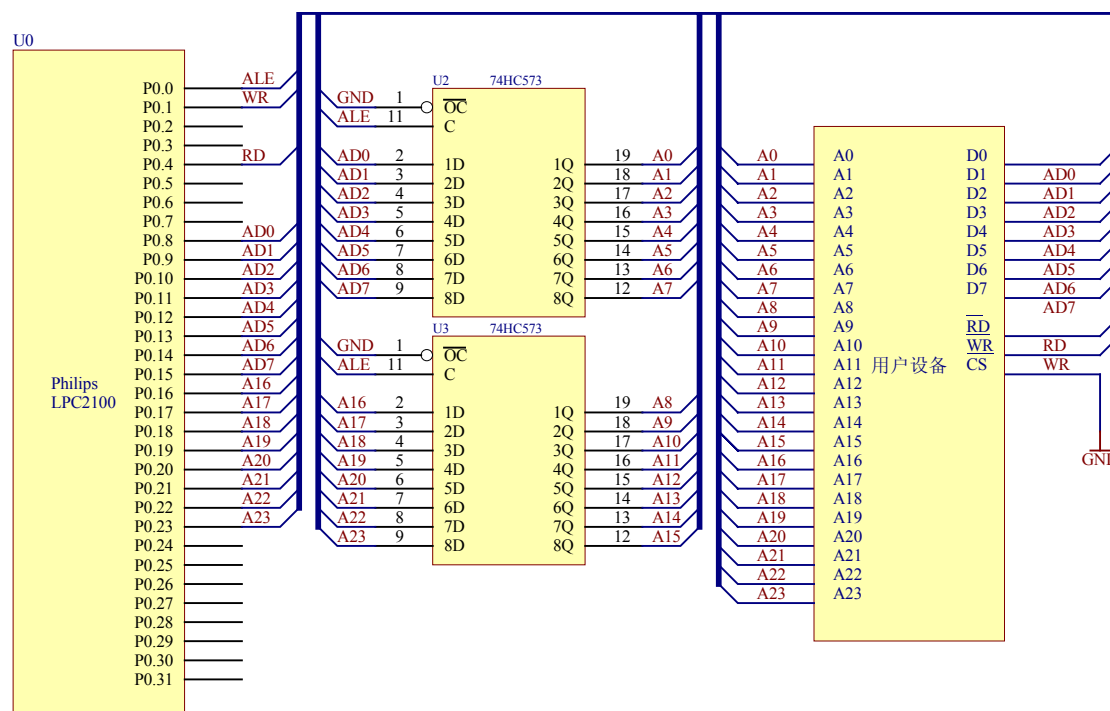 U0
P0.0 ALE
P0.1 WR
P0.2
P0.3
P0.4 RD
P0.5
P0.6
P0.7
P0.8 AD0
P0.9 AD1
P0.10 AD2
P0.11 AD3
P0.12 AD4
P0.13 AD5
P0.14 AD6
P0.15 AD7
P0.16 A16
P0.17 A17
P0.18 A18
P0.19 A19
P0.20 A20
P0.21 A21
P0.22 A22
P0.23 A23
P0.24
P0.25
P0.26
P0.27
P0.28
P0.29
P0.30
P0.31
Philips
LPC2100
U2 74HC573
GND 1 OC
ALE 11 C
AD0 2 1D 1Q 19 A0
AD1 3 2D 2Q 18 A1
AD2 4 3D 3Q 17 A2
AD3 5 4D 4Q 16 A3
AD4 6 5D 5Q 15 A4
AD5 7 6D 6Q 14 A5
AD6 8 7D 7Q 13 A6
AD7 9 8D 8Q 12 A7
U3 74HC573
GND 1 OC
ALE 11 C
A16 2 1D 1Q 19 A8
A17 3 2D 2Q 18 A9
A18 4 3D 3Q 17 A10
A19 5 4D 4Q 16 A11
A20 6 5D 5Q 15 A12
A21 7 6D 6Q 14 A13
A22 8 7D 7Q 13 A14
A23 9 8D 8Q 12 A15
A0 A0 D0
A1 A1 D1 AD0
A2 A2 D2 AD1
A3 A3 D3 AD2
A4 A4 D4 AD3
A5 A5 D5 AD4
A6 A6 D6 AD5
A7 A7 D7 AD6
A8 A8 AD7
A9 A9 RD
A10 A10 WR RD
A11 A11 用户设备 CS WR
A12 A12
A13 A13
A14 A14
A15 A15
A16 A16 GND
A17 A17
A18 A18
A19 A19
A20 A20
A21 A21
A22 A22
A23 A23